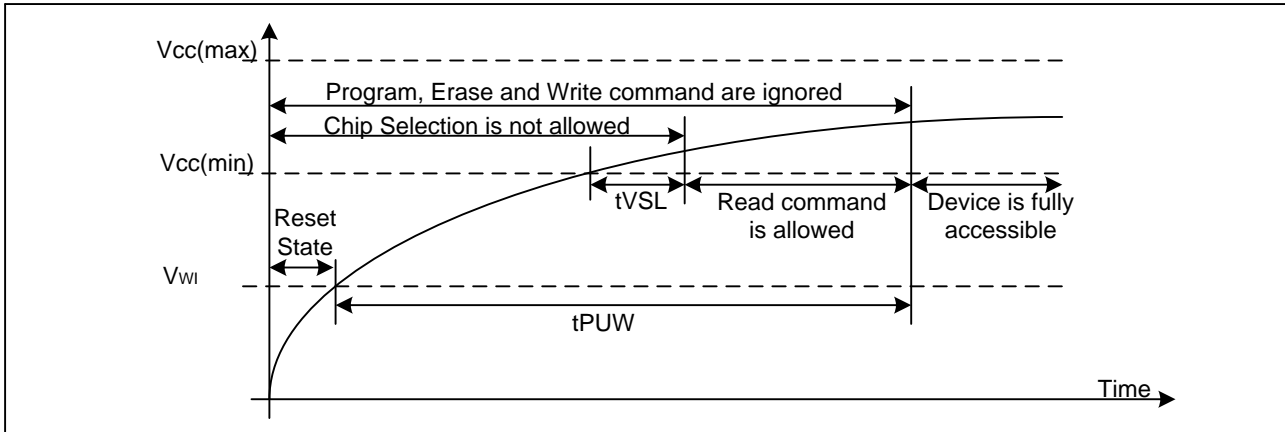 Vcc(max)
Program, Erase and Write command are ignored
Chip Selection is not allowed
Vcc(min)
tVSL
Read command
is allowed
Device is fully
accessible
Reset
State
VWI
tPUW
Time